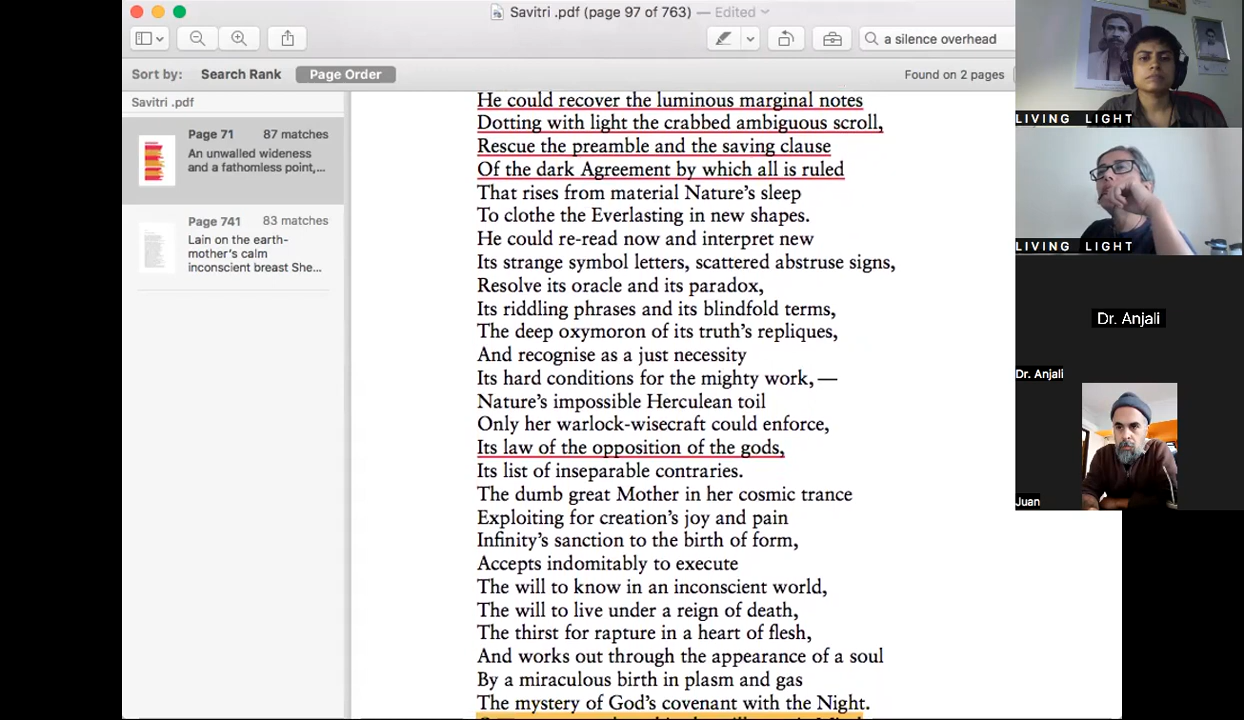 Savitri .pdf (page 97 of 763) — Edited
a silence overhead
Sort by: Search Rank Page Order Found on 2 pages
Savitri .pdf
Page 71 87 matches
An unwalled wideness
and a fathomless point,...
Page 741 83 matches
Lain on the earth-
mother's calm
inconscient breast She...
He could recover the luminous marginal notes
Dotting with light the crabbed ambiguous scroll,
Rescue the preamble and the saving clause
Of the dark Agreement by which all is ruled
That rises from material Nature's sleep
To clothe the Everlasting in new shapes.
He could re-read now and interpret new
Its strange symbol letters, scattered abstruse signs,
Resolve its oracle and its paradox,
Its riddling phrases and its blindfold terms,
The deep oxymoron of its truth's repliques,
And recognise as a just necessity
Its hard conditions for the mighty work, —
Nature's impossible Herculean toil
Only her warlock-wisecraft could enforce,
Its law of the opposition of the gods,
Its list of inseparable contraries.
The dumb great Mother in her cosmic trance
Exploiting for creation's joy and pain
Infinity's sanction to the birth of form,
Accepts indomitably to execute
The will to know in an inconscient world,
The will to live under a reign of death,
The thirst for rapture in a heart of flesh,
And works out through the appearance of a soul
By a miraculous birth in plasm and gas
The mystery of God's covenant with the Night.
LIVING LIGHT
LIVING LIGHT
Dr. Anjali
Dr. Anjali
Juan